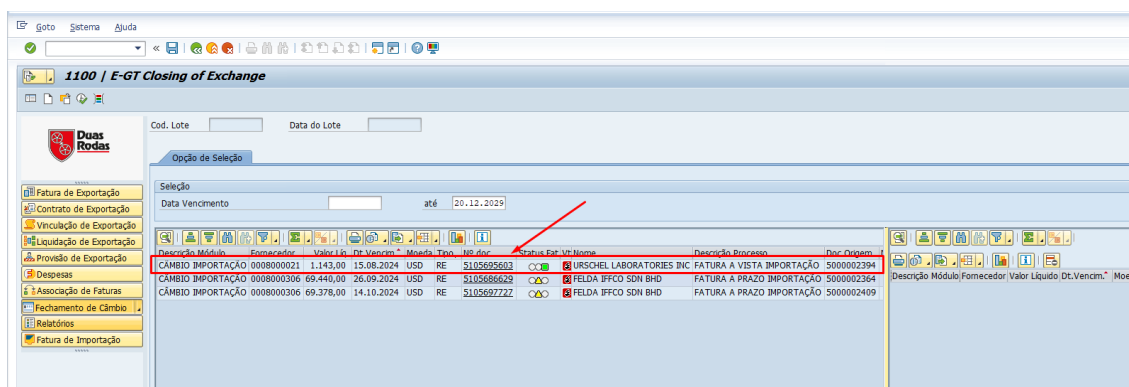 Goto Sistema Ajuda
1100 | E-GT Closing of Exchange
Duas Rodas
Cod. Lote Data do Lote
Opção de Seleção
Seleção
Data Vencimento até 20.12.2029
Fatura de Exportação
Contrato de Exportação
Vinculação de Exportação
Liquidação de Exportação
Provisão de Exportação
Despesas
Associação de Faturas
Fechamento de Câmbio
Relatórios
Fatura de Importação
Descrição Módulo Fornecedor Valor Líq Dt.Vencim. Moeda Tipo Nº doc Status Fat Vt Nome Descrição Processo Doc Origem
CÂMBIO IMPORTAÇÃO 0008000021 1.143,00 15.08.2024 USD RE 5105695603 URSCHEL LABORATORIES INC FATURA A VISTA IMPORTAÇÃO 5000002394
CÂMBIO IMPORTAÇÃO 0008000306 69.440,00 26.09.2024 USD RE 5105686629 FELDA IFFCO SDN BHD FATURA A PRAZO IMPORTAÇÃO 5000002364
CÂMBIO IMPORTAÇÃO 0008000306 69.378,00 14.10.2024 USD RE 5105697727 FELDA IFFCO SDN BHD FATURA A PRAZO IMPORTAÇÃO 5000002409
Descrição Módulo Fornecedor Valor Líquido Dt.Vencim. Moe